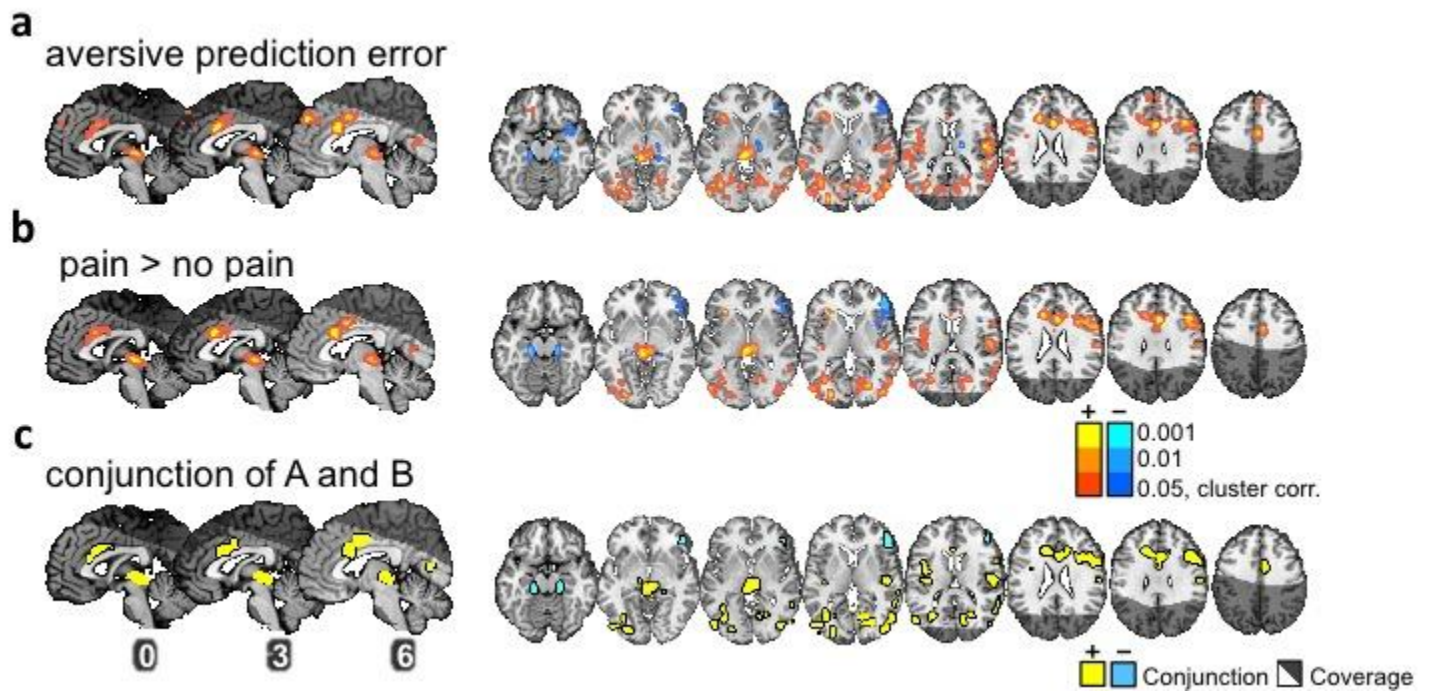 a
aversive prediction error
b
pain > no pain
+ −
0.001
0.01
0.05, cluster corr.
c
conjunction of A and B
0 3 6
+ −
Conjunction Coverage